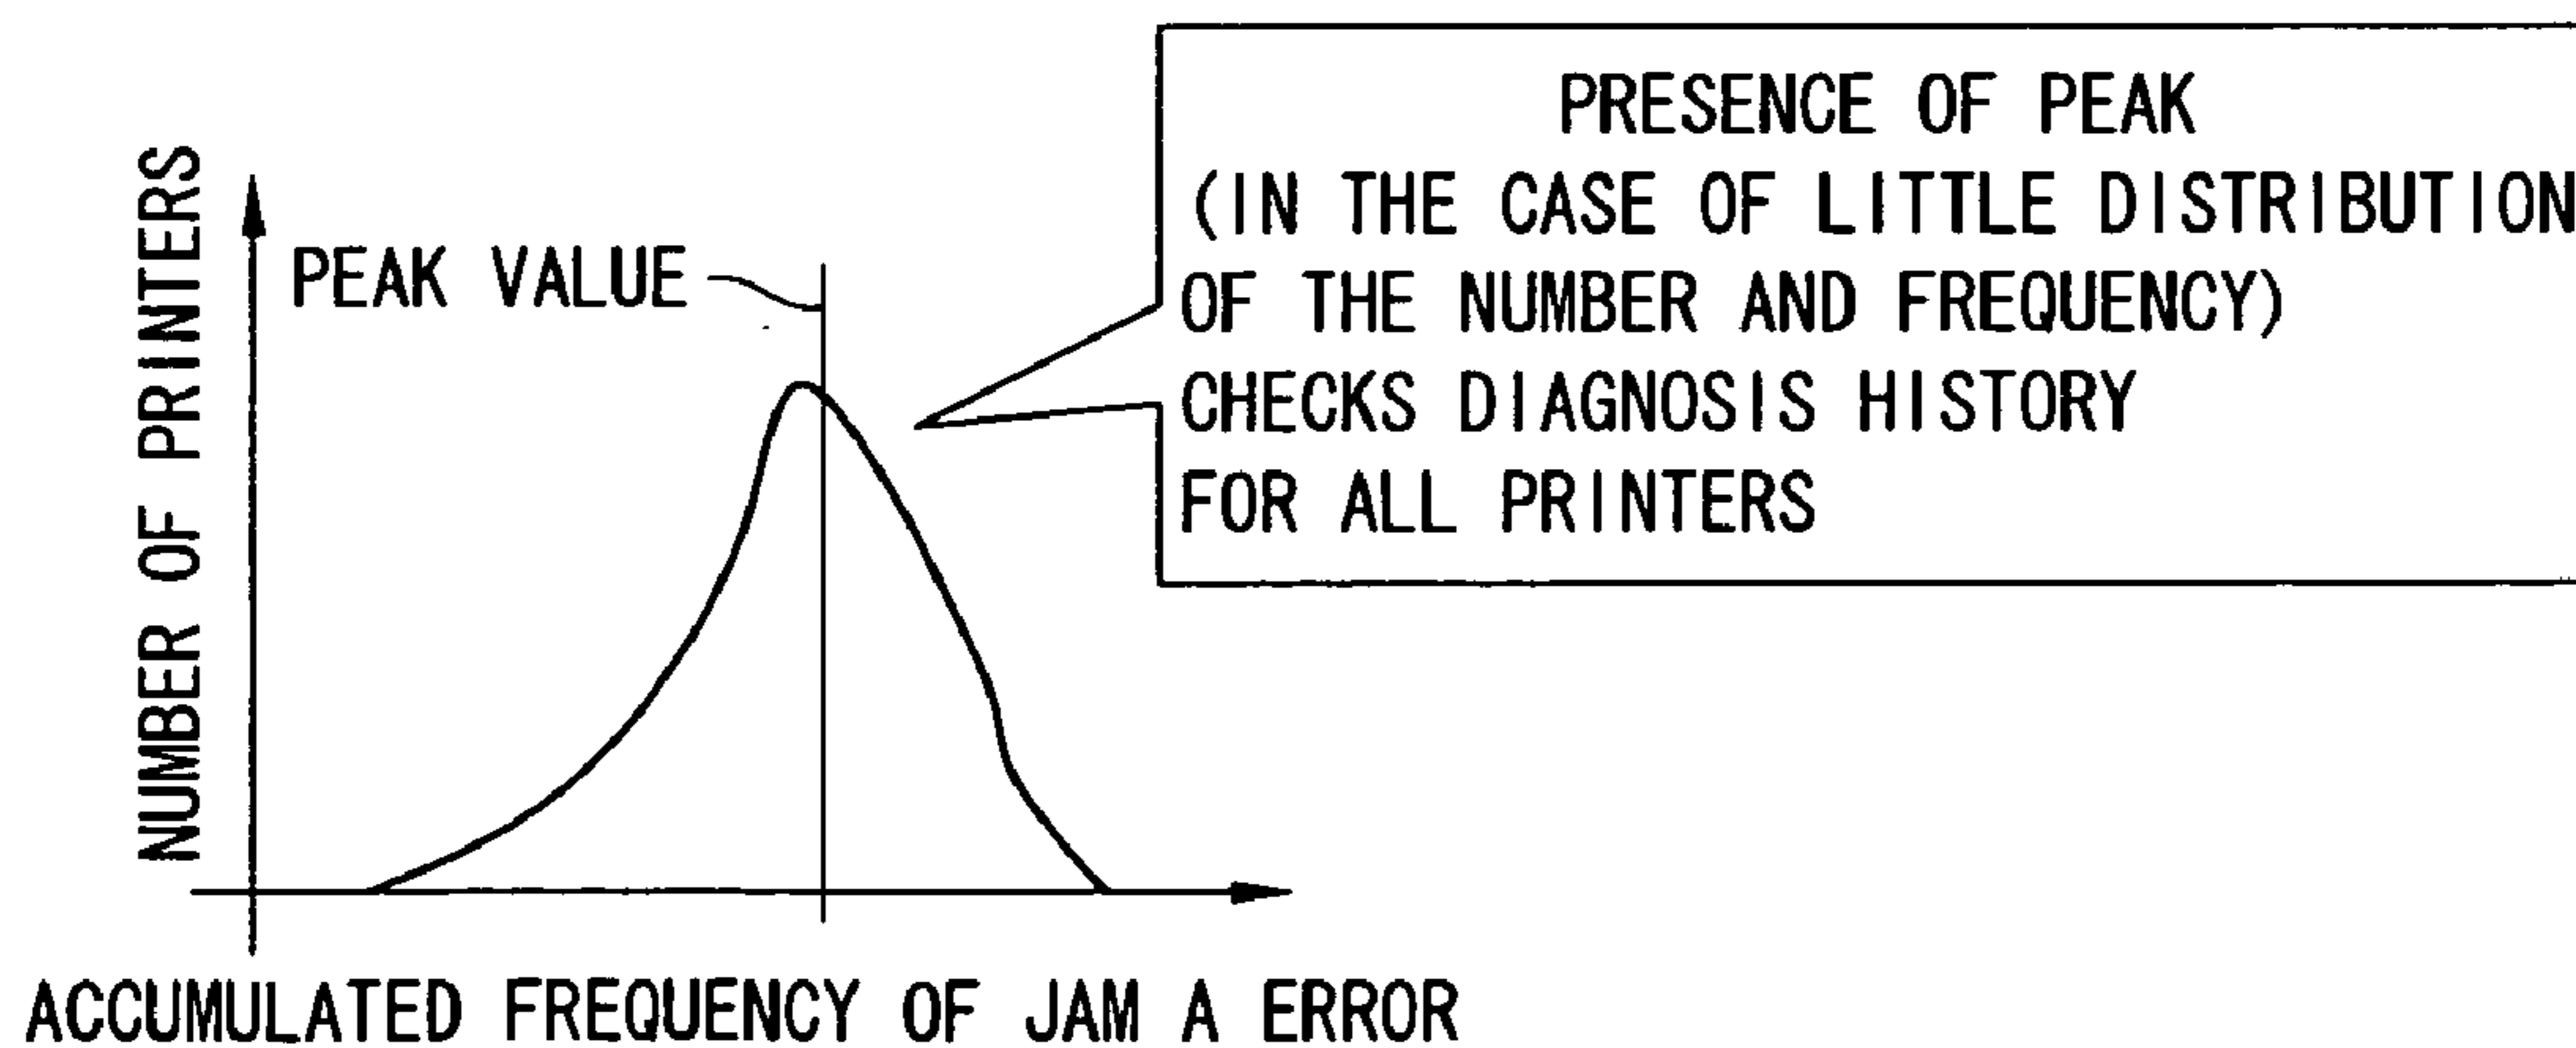 NUMBER OF PRINTERS
PEAK VALUE
PRESENCE OF PEAK
(IN THE CASE OF LITTLE DISTRIBUTION
OF THE NUMBER AND FREQUENCY)
CHECKS DIAGNOSIS HISTORY
FOR ALL PRINTERS
ACCUMULATED FREQUENCY OF JAM A ERROR